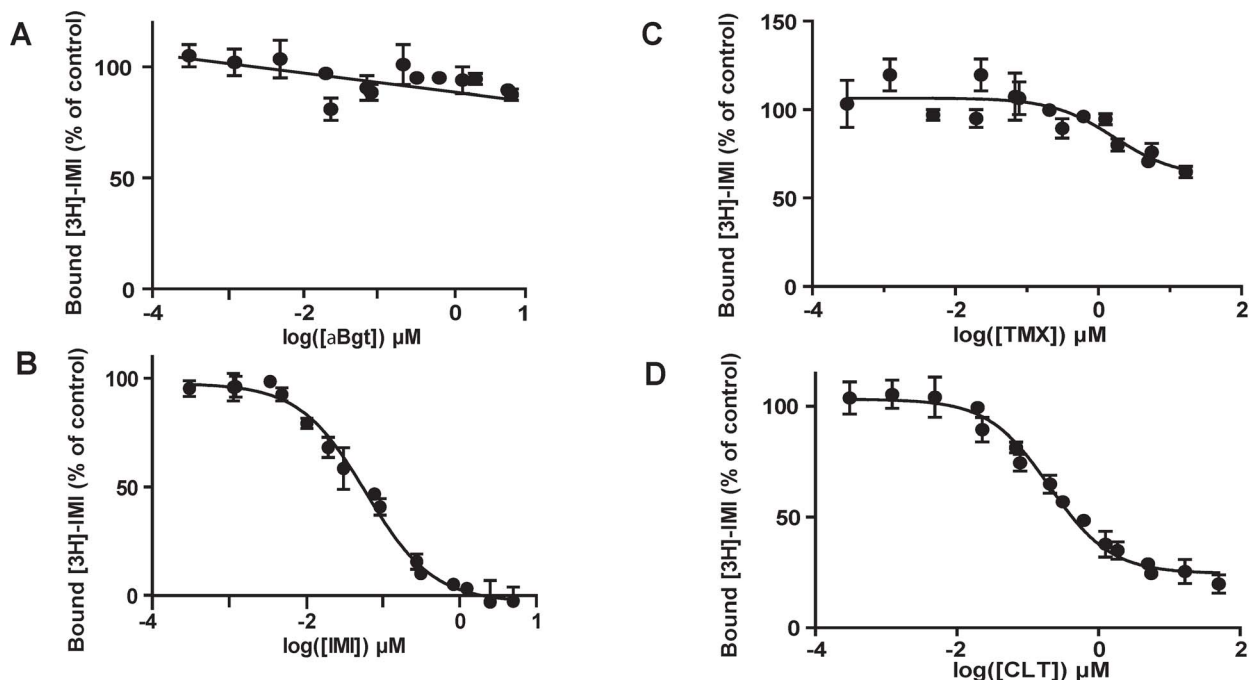 A
Bound [3H]-IMI (% of control)
100
50
0
-4
-2
0
1
log([aBgt]) µM
B
Bound [3H]-IMI (% of control)
100
50
0
-4
-2
0
1
log([IMI]) µM
C
Bound [3H]-IMI (% of control)
150
100
50
0
-4
-2
0
2
log([TMX]) µM
D
Bound [3H]-IMI (% of control)
100
50
0
-4
-2
0
2
log([CLT]) µM